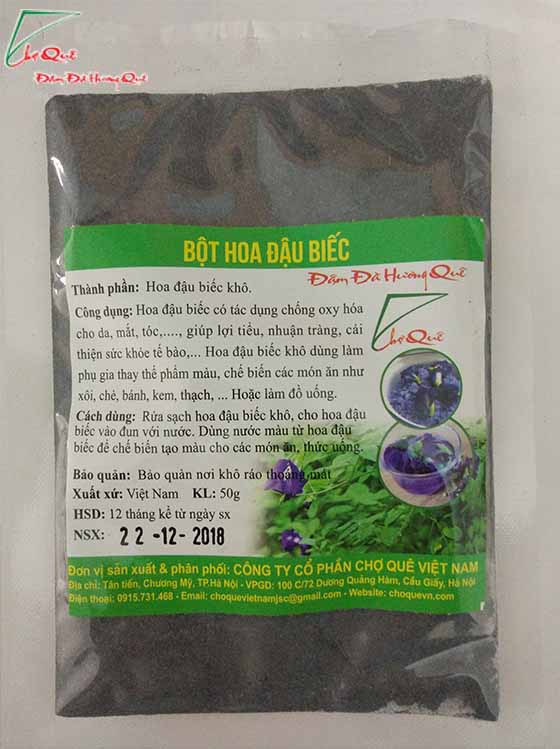 Chợ Quê
Đậm Đà Hương Quê
BỘT HOA ĐẬU BIẾC
Đậm Đà Hương Quê
Chợ Quê
Thành phần: Hoa đậu biếc khô.
Công dụng: Hoa đậu biếc có tác dụng chống oxy hóa
cho da, mắt, tóc,...., giúp lợi tiểu, nhuận tràng, cải
thiện sức khỏe tế bào,... Hoa đậu biếc khô dùng làm
phụ gia thay thế phẩm màu, chế biến các món ăn như
xôi, chè, bánh, kem, thạch, ... Hoặc làm đồ uống.
Cách dùng: Rửa sạch hoa đậu biếc khô, cho hoa đậu
biếc vào đun với nước. Dùng nước màu từ hoa đậu
biếc để chế biến tạo màu cho các món ăn, thức uống.
Bảo quản: Bảo quản nơi khô ráo thoáng mát
Xuất xứ: Việt Nam KL: 50g
HSD: 12 tháng kể từ ngày sx
NSX: 22-12-2018
Đơn vị sản xuất & phân phối: CÔNG TY CỔ PHẦN CHỢ QUÊ VIỆT NAM
Địa chỉ: Tân tiến, Chương Mỹ, TP.Hà Nội - VPGD: 100 C/72 Dương Quảng Hàm, Cầu Giấy, Hà Nội
Điện thoại: 0915.731.468 - Email: choquevietnamjsc@gmail.com - Website: choquevn.com